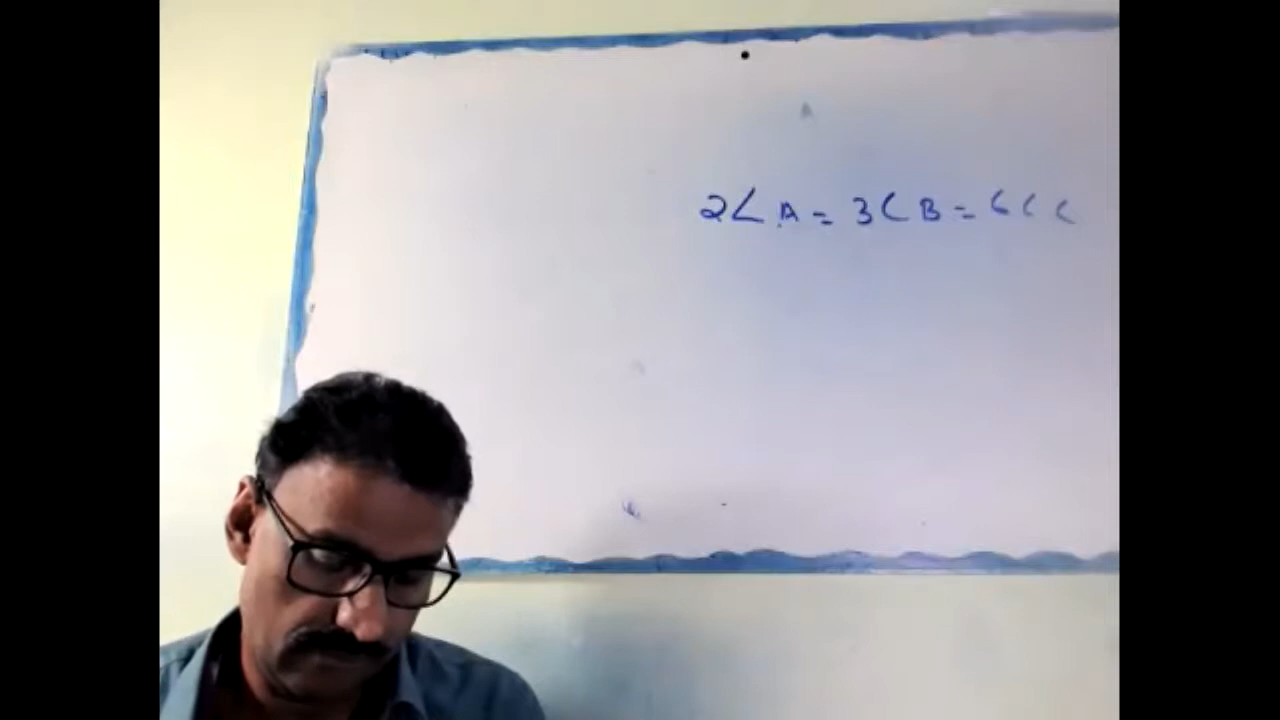 2∠A = 3∠B = 6∠C